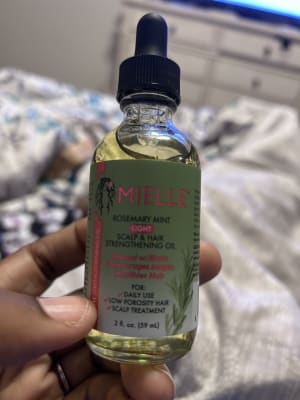 MIELLE
ROSEMARY MINT
LIGHT
SCALP & HAIR
STRENGTHENING OIL
FOR:
✓ DAILY USE
✓ LOW POROSITY HAIR
✓ SCALP TREATMENT
2 fl. oz. (59 mL)